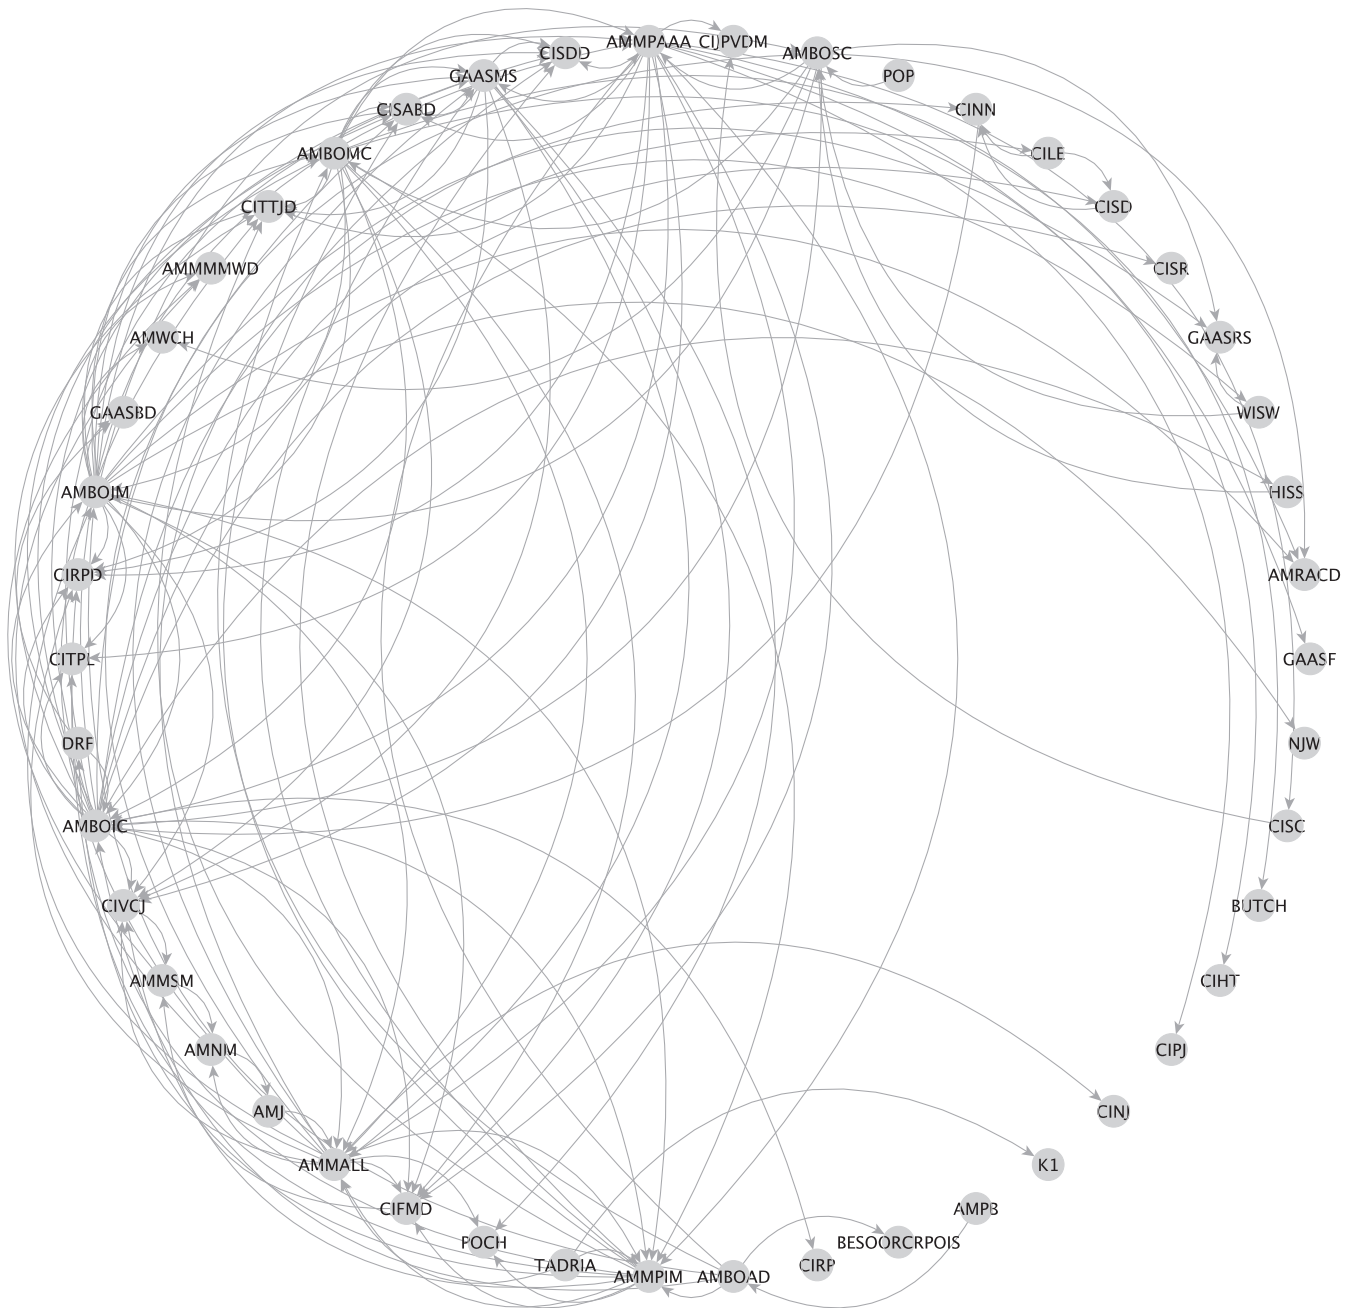 AMMPAAA
CIJPVDM
CISDD
AMBOSC
GAASMS
POP
CISABD
CINN
AMBOMC
CILE
CITTJD
CISD
AMMMMWD
CISR
AMWCH
GAASRS
GAASBD
WISW
AMBOJM
HISS
CIRPD
AMRACD
CITPL
GAASF
DRF
NJW
AMBOIC
CISC
CIVCJ
BUTCH
AMMSM
CIHT
AMNM
CIPJ
AMJ
CINJ
AMMALL
K1
CIFMD
AMPB
POCH
BESOORCRPOIS
TADRIA
CIRP
AMMPIM
AMBOAD